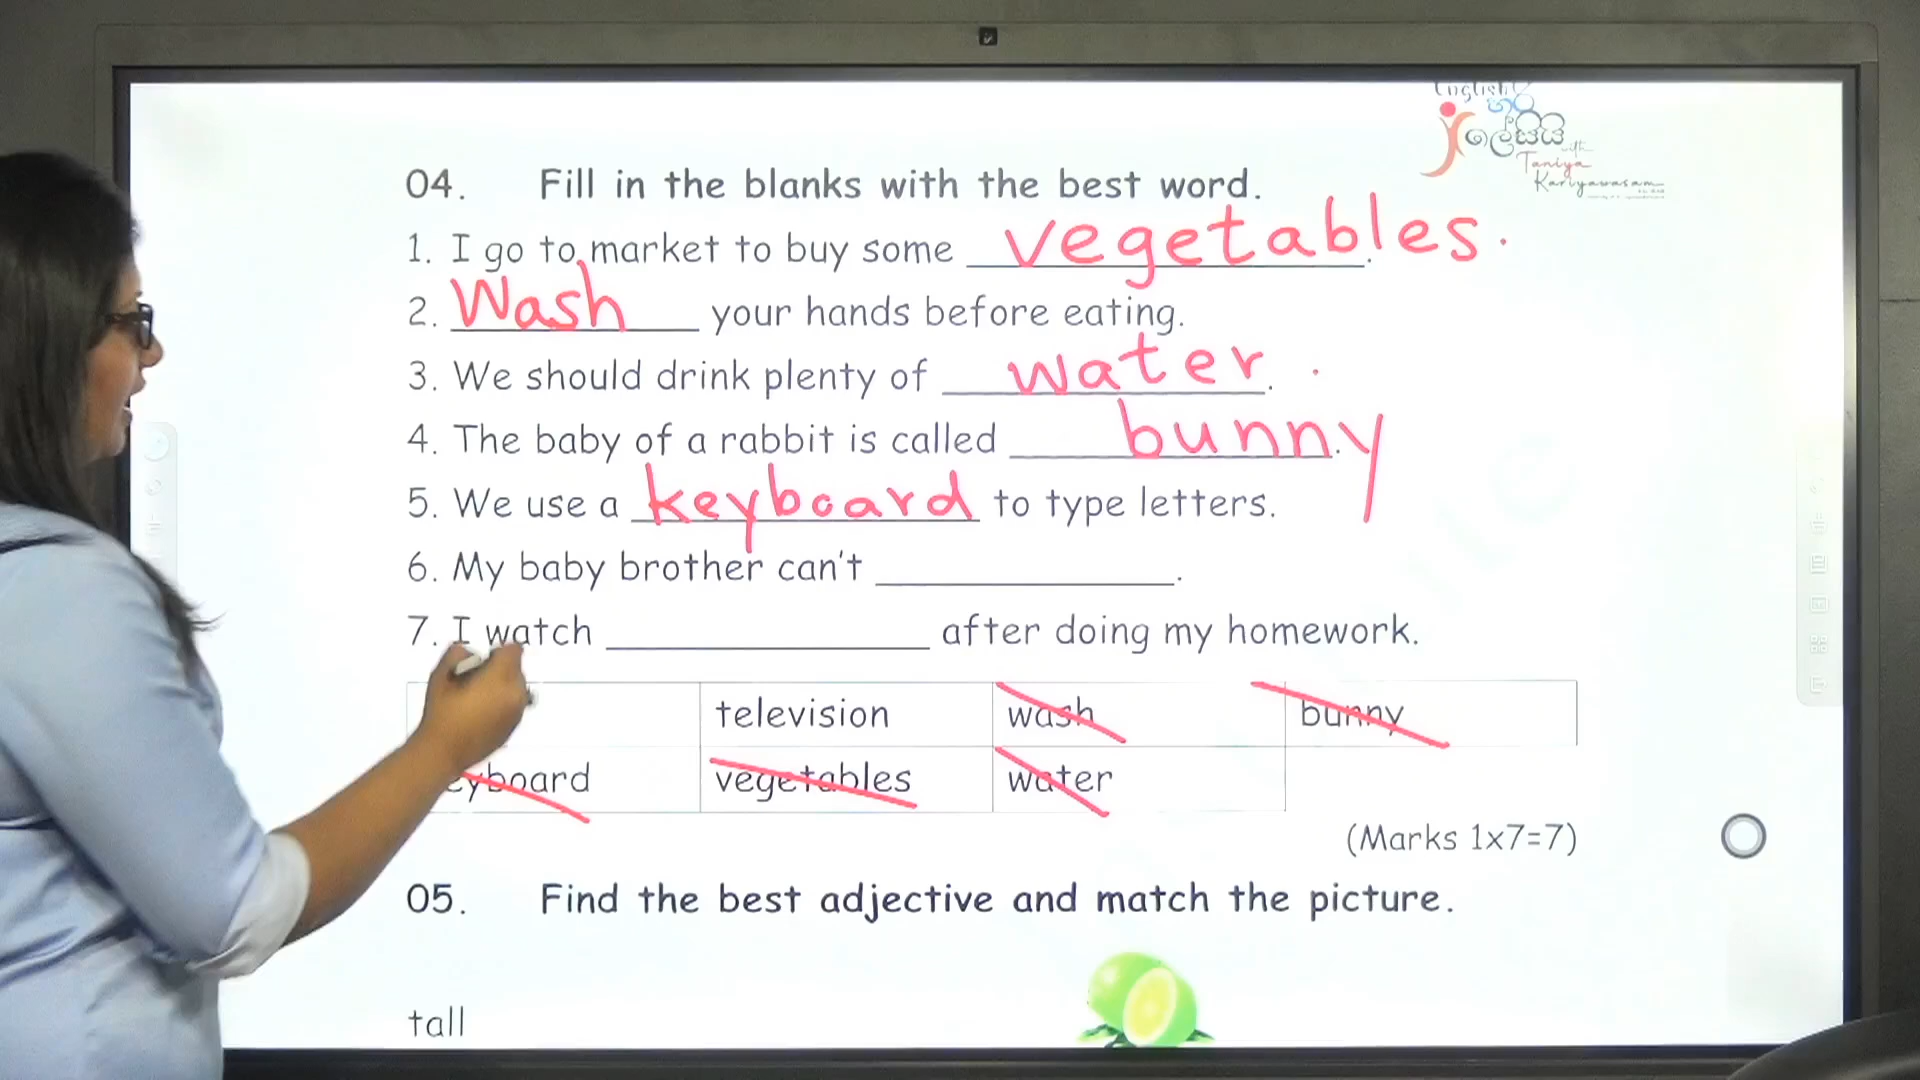 English
හරි
ලේසියි
with
Taniya
Kariyawasam
04. Fill in the blanks with the best word.
1. I go to market to buy some vegetables.
2. Wash your hands before eating.
3. We should drink plenty of water.
4. The baby of a rabbit is called bunny.
5. We use a keyboard to type letters.
6. My baby brother can't ____________.
7. I watch ____________ after doing my homework.
television wash bunny
eyboard vegetables water
(Marks 1x7=7)
05. Find the best adjective and match the picture.
tall